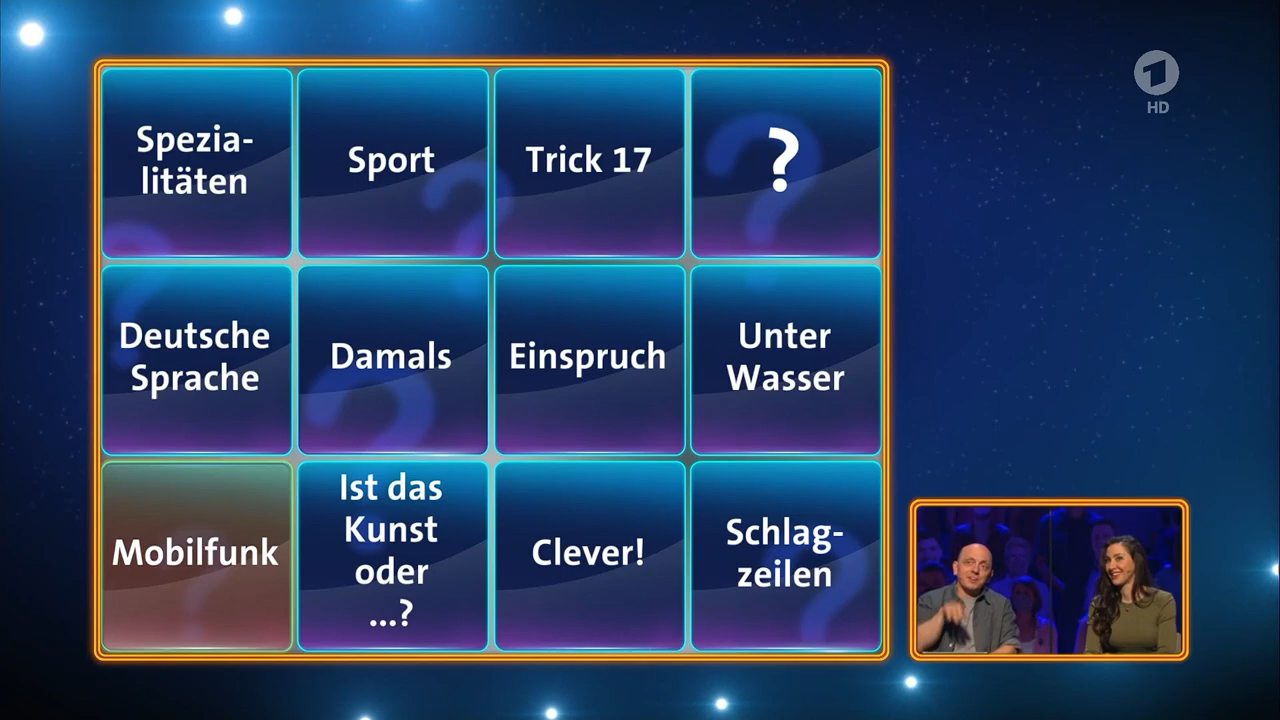 Spezia-
litäten
Sport
Trick 17
?
Deutsche
Sprache
Damals
Einspruch
Unter
Wasser
Mobilfunk
Ist das
Kunst
oder
...?
Clever!
Schlag-
zeilen
1
HD